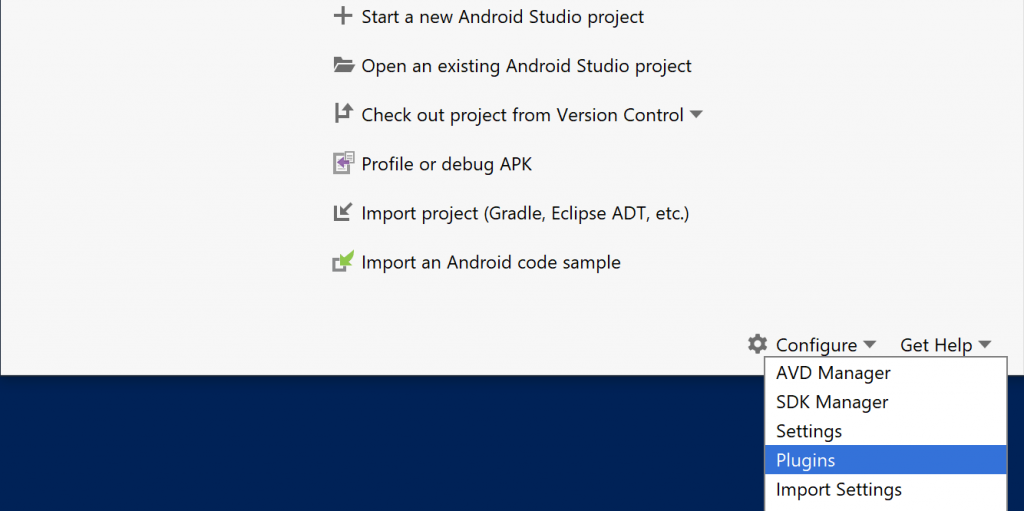 Start a new Android Studio project
Open an existing Android Studio project
Check out project from Version Control
Profile or debug APK
Import project (Gradle, Eclipse ADT, etc.)
Import an Android code sample
Configure Get Help
AVD Manager
SDK Manager
Settings
Plugins
Import Settings